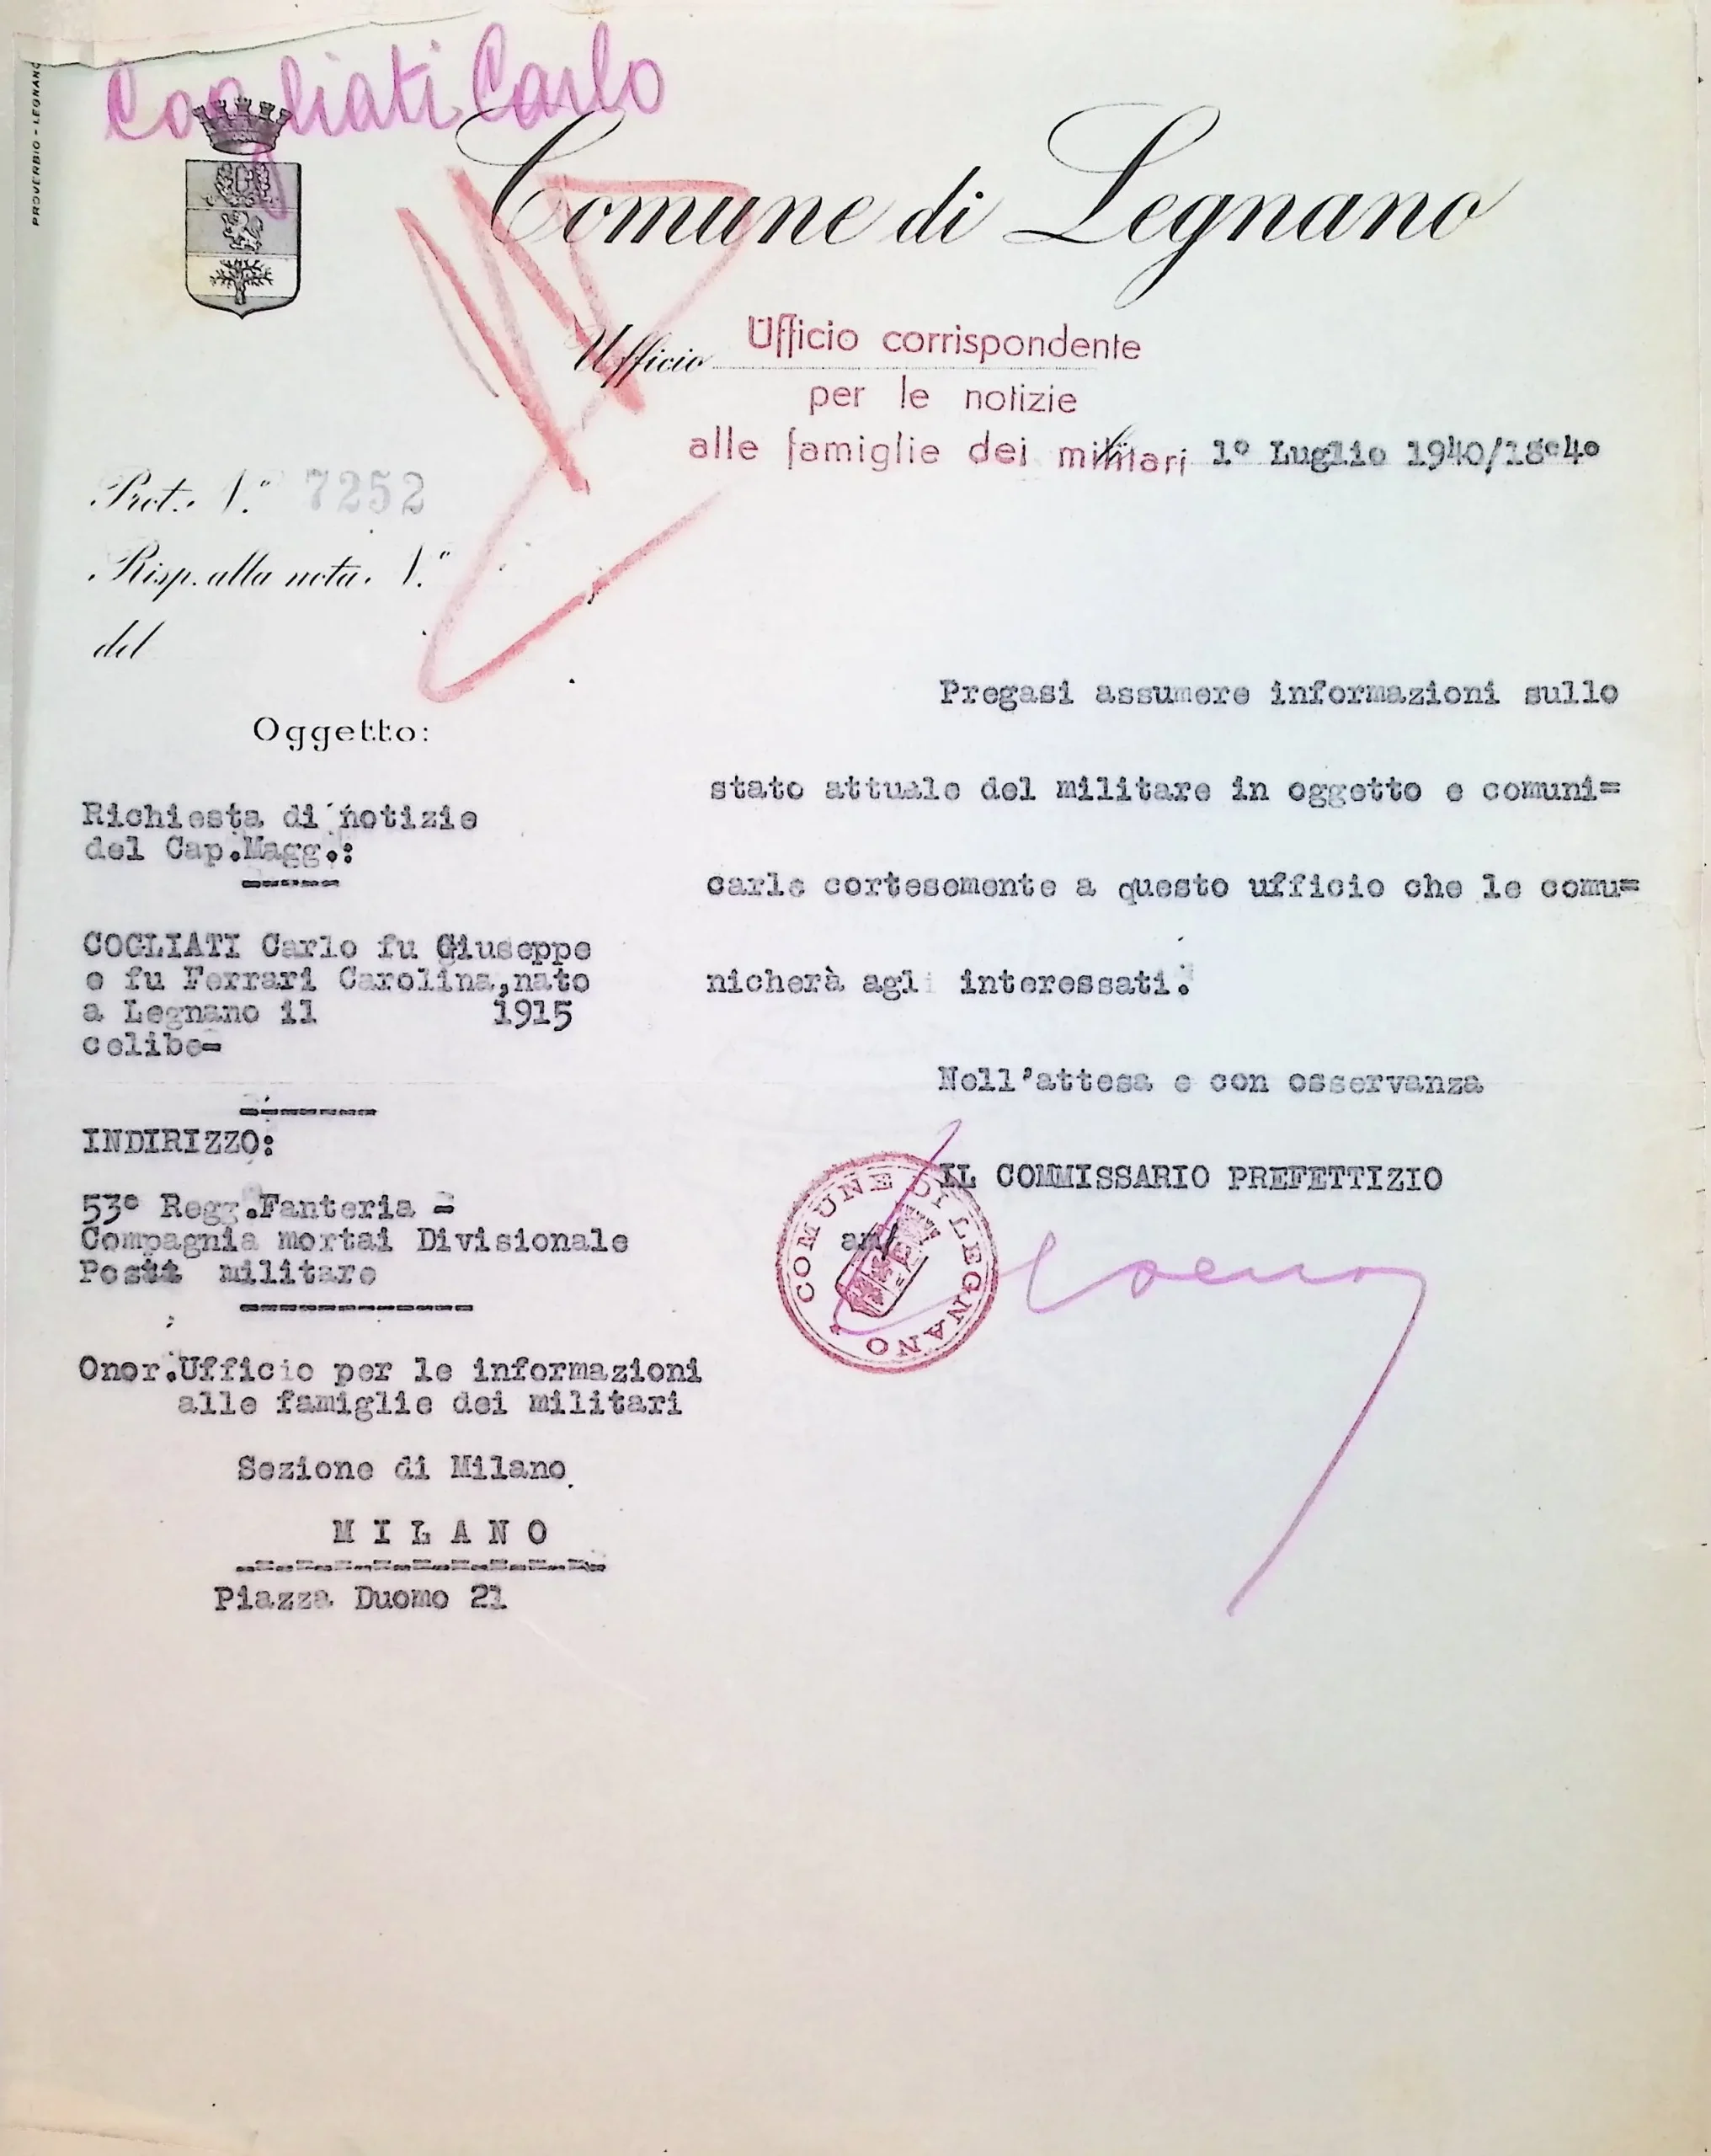 PROVERBIO - LEGNANO
Cogliati Carlo
Comune di Legnano
Ufficio Ufficio corrispondente
per le notizie
alle famiglie dei militari 1° Luglio 1940/18°
Prot. N.° 7252
Risp. alla nota N.°
del
Oggetto:
Richiesta di notizie
del Cap.Magg.:
COGLIATI Carlo fu Giuseppe
e fu Ferrari Carolina,nato
a Legnano il 1915
celibe=
INDIRIZZO:
53° Regg.Fanteria =
Compagnia mortai Divisionale
militare
Onor.Ufficio per le informazioni
alle famiglie dei militari
Sezione di Milano
MILANO
Piazza Duomo 21
Pregasi assumere informazioni sullo
stato attuale del militare in oggetto e comuni=
carle cortesemente a questo ufficio che le comu=
nicherà agli interessati.
Nell'attesa e con osservanza
IL COMMISSARIO PREFETTIZIO
am/
COMUNE DI LEGNANO